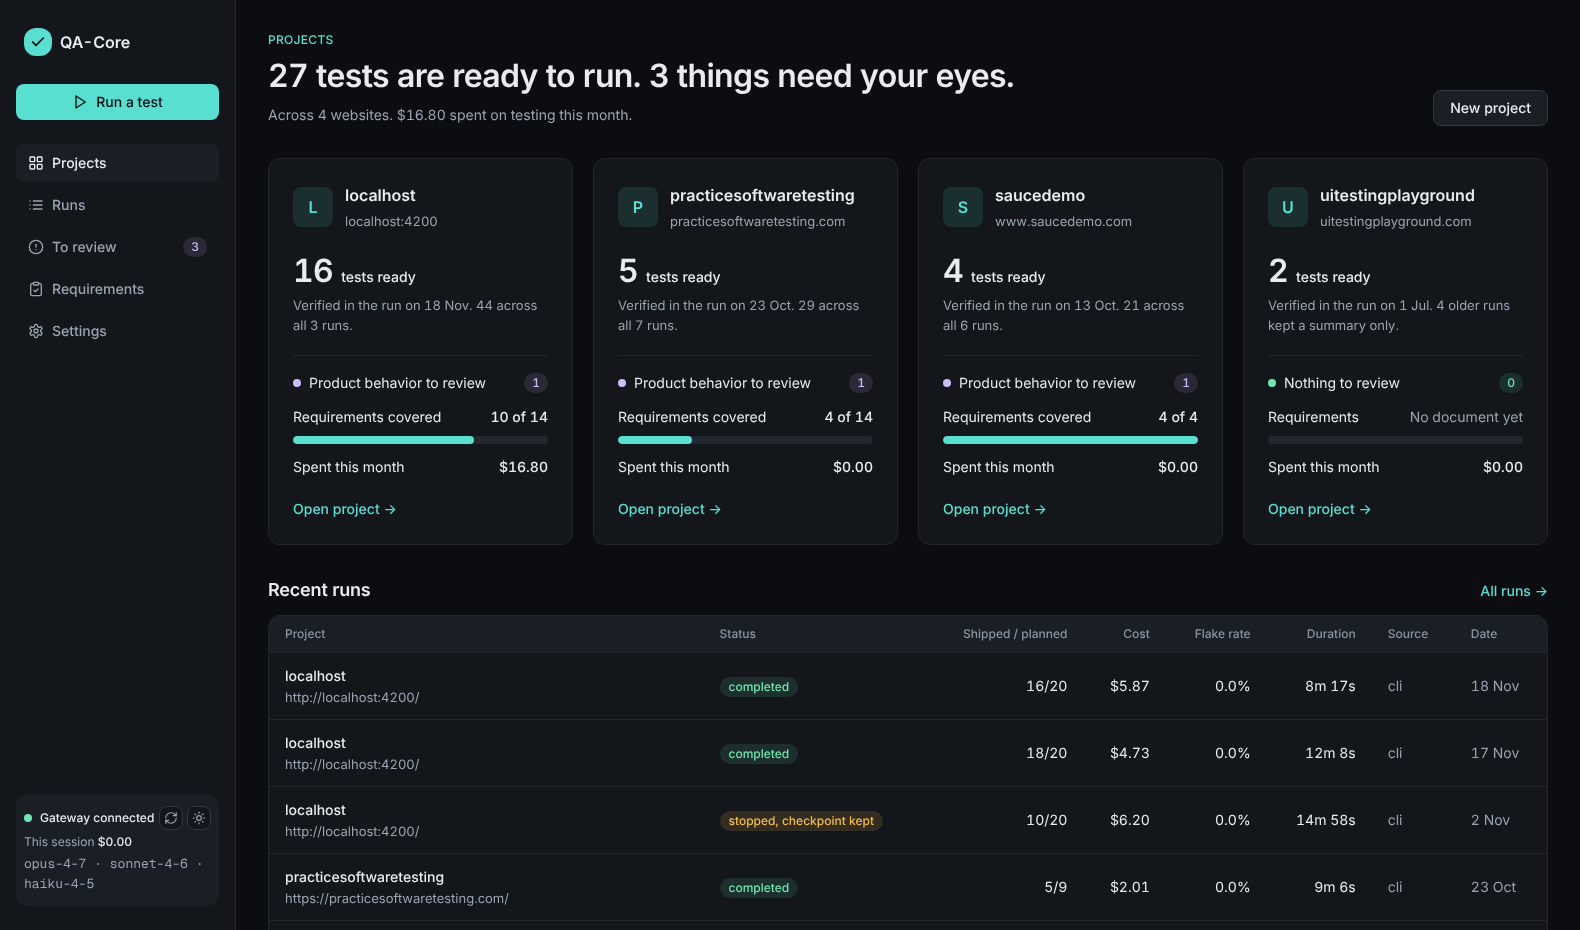 QA-Core
Run a test
Projects
Runs
To review 3
Requirements
Settings
Gateway connected
This session $0.00
opus-4-7 · sonnet-4-6 ·
haiku-4-5
PROJECTS
27 tests are ready to run. 3 things need your eyes.
Across 4 websites. $16.80 spent on testing this month.
New project
L
localhost
localhost:4200
16 tests ready
Verified in the run on 18 Nov. 44 across
all 3 runs.
Product behavior to review 1
Requirements covered 10 of 14
Spent this month $16.80
Open project →
P
practicesoftwaretesting
practicesoftwaretesting.com
5 tests ready
Verified in the run on 23 Oct. 29 across
all 7 runs.
Product behavior to review 1
Requirements covered 4 of 14
Spent this month $0.00
Open project →
S
saucedemo
www.saucedemo.com
4 tests ready
Verified in the run on 13 Oct. 21 across
all 6 runs.
Product behavior to review 1
Requirements covered 4 of 4
Spent this month $0.00
Open project →
U
uitestingplayground
uitestingplayground.com
2 tests ready
Verified in the run on 1 Jul. 4 older runs
kept a summary only.
Nothing to review 0
Requirements No document yet
Spent this month $0.00
Open project →
Recent runs
All runs →
Project Status Shipped / planned Cost Flake rate Duration Source Date
localhost
http://localhost:4200/
completed 16/20 $5.87 0.0% 8m 17s cli 18 Nov
localhost
http://localhost:4200/
completed 18/20 $4.73 0.0% 12m 8s cli 17 Nov
localhost
http://localhost:4200/
stopped, checkpoint kept 10/20 $6.20 0.0% 14m 58s cli 2 Nov
practicesoftwaretesting
https://practicesoftwaretesting.com/
completed 5/9 $2.01 0.0% 9m 6s cli 23 Oct